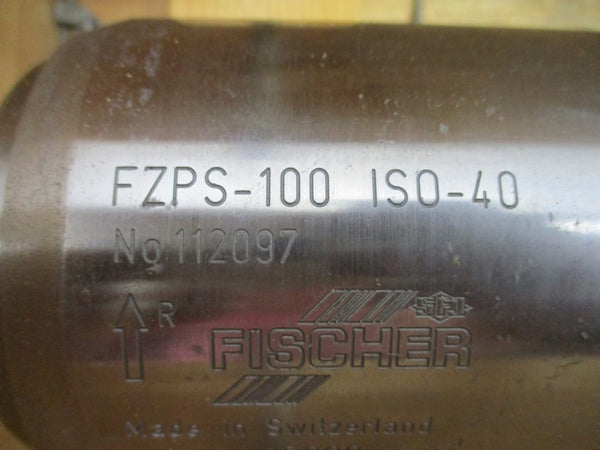 FZPS-100 ISO-40
No 112097
R
FISCHER
Made in Switzerland